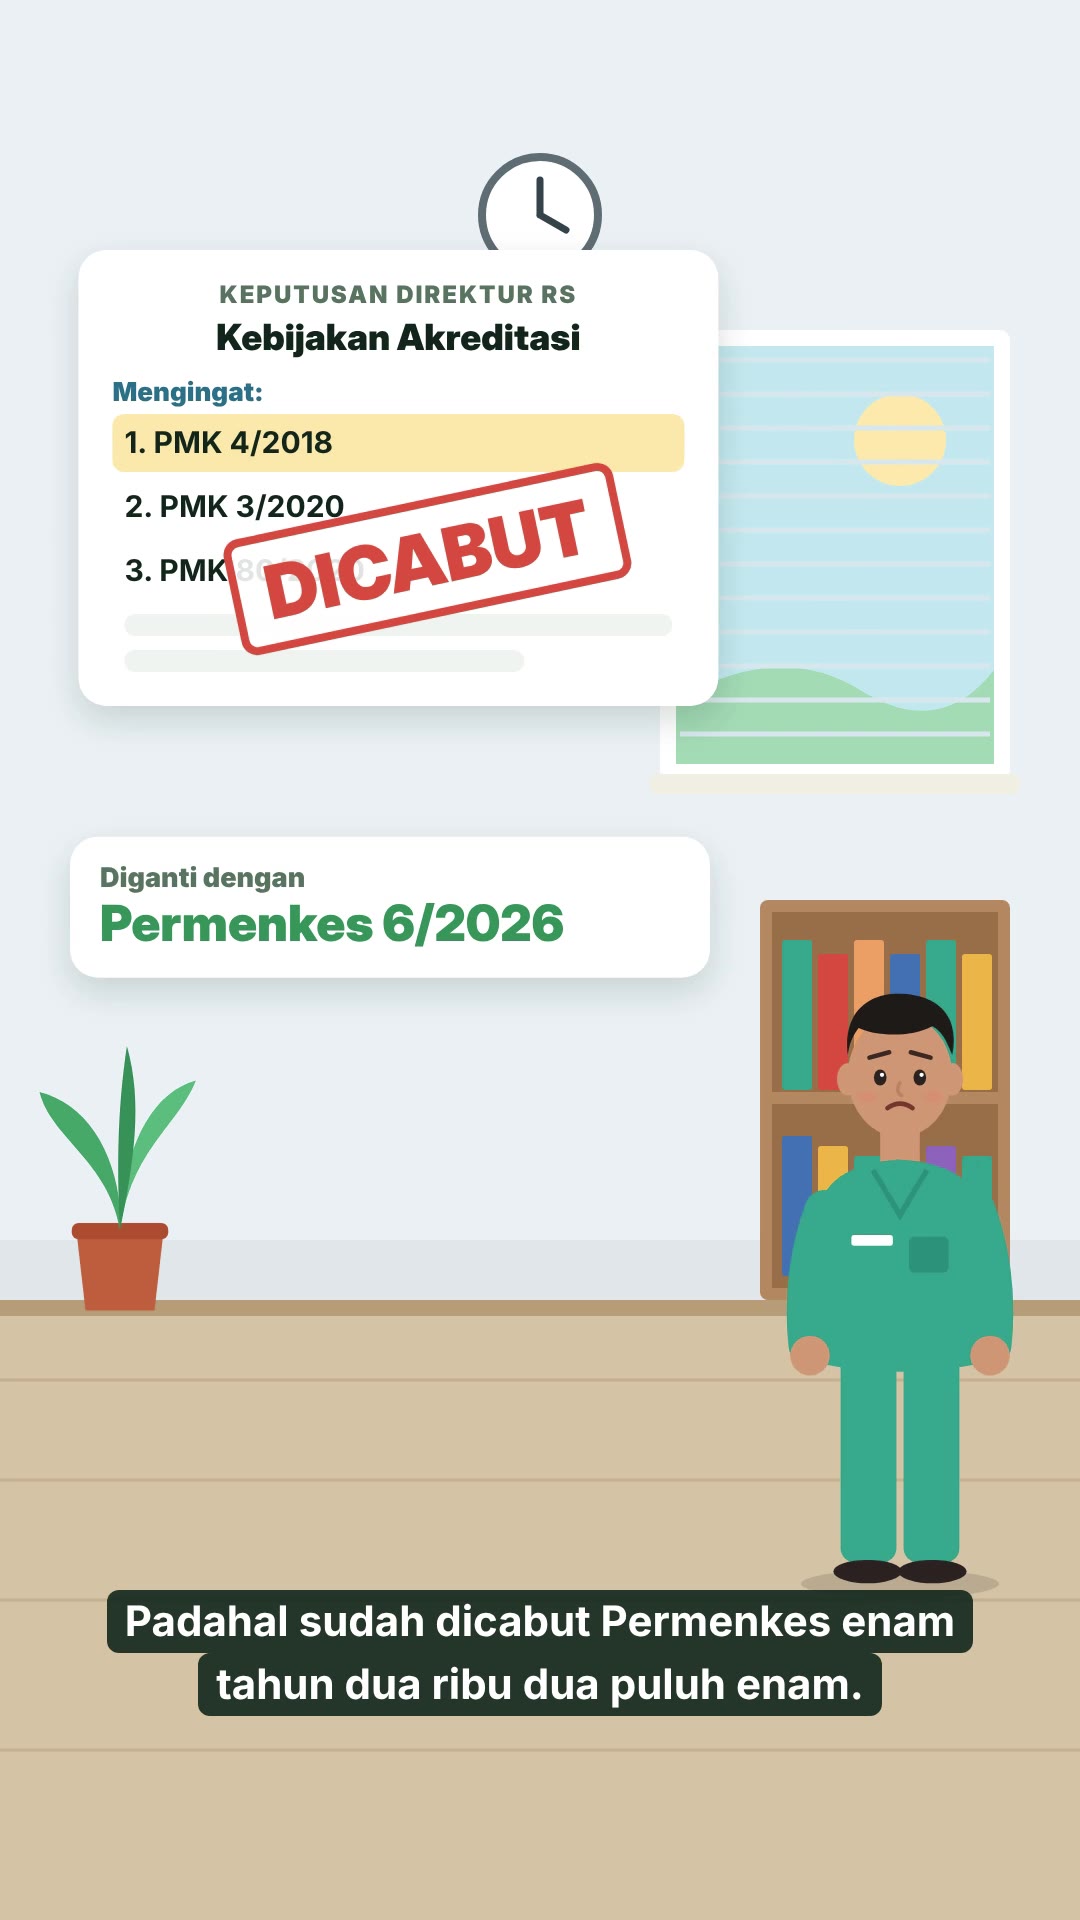 KEPUTUSAN DIREKTUR RS
Kebijakan Akreditasi
Mengingat:
1. PMK 4/2018
2. PMK 3/2020
3. PMK
DICABUT
Diganti dengan
Permenkes 6/2026
Padahal sudah dicabut Permenkes enam
tahun dua ribu dua puluh enam.